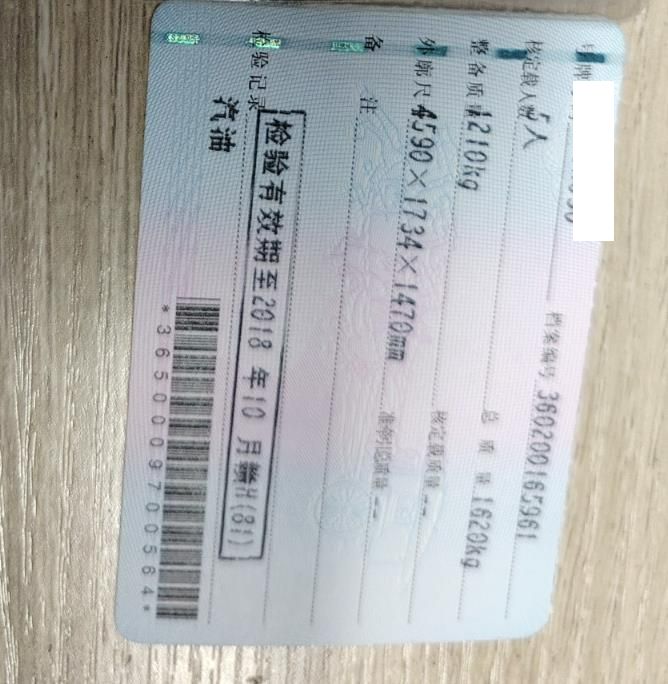 号牌
档案编号 360200165961
核定载人数 5人
总质量 1620kg
整备质量 1210kg
核定载质量 --
外廓尺 4590×1734×1470mm
准牵引总质量 --
备注
检验记录
检验有效期至2018年10月赣H(81)
汽油
*3650009700564*